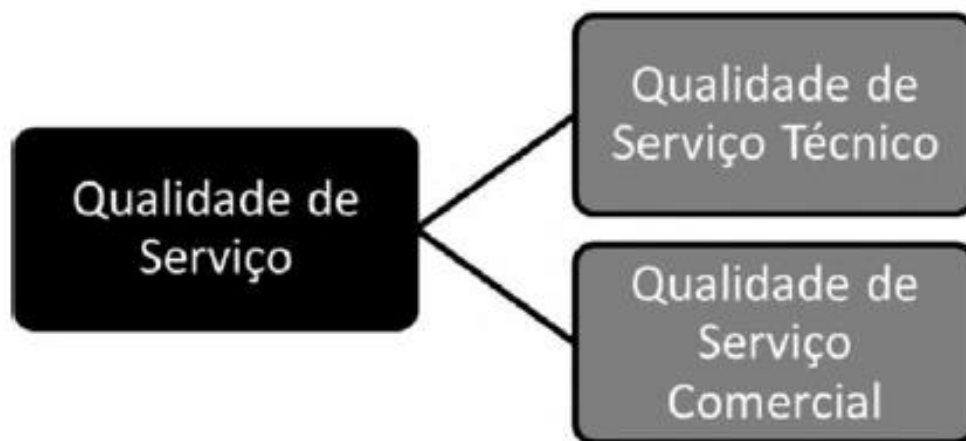 Qualidade de
Serviço
Qualidade de
Serviço Técnico
Qualidade de
Serviço
Comercial